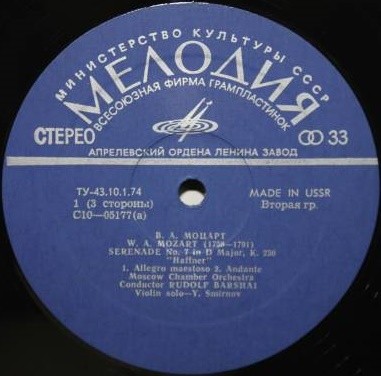 МИНИСТЕРСТВО КУЛЬТУРЫ СССР
МЕЛОДИЯ
ВСЕСОЮЗНАЯ ФИРМА ГРАМПЛАСТИНОК
СТЕРЕО 33
АПРЕЛЕВСКИЙ ОРДЕНА ЛЕНИНА ЗАВОД
ТУ-43.10.1.74 MADE IN USSR
1 (3 стороны) Вторая гр.
С10—05177(а)
В. А. МОЦАРТ
W. A. MOZART (1756—1791)
SERENADE No. 7 in D Major, K. 250
"Haffner"
1. Allegro maestoso 2. Andante
Moscow Chamber Orchestra
Conductor RUDOLF BARSHAI
Violin solo—Y. Smirnov